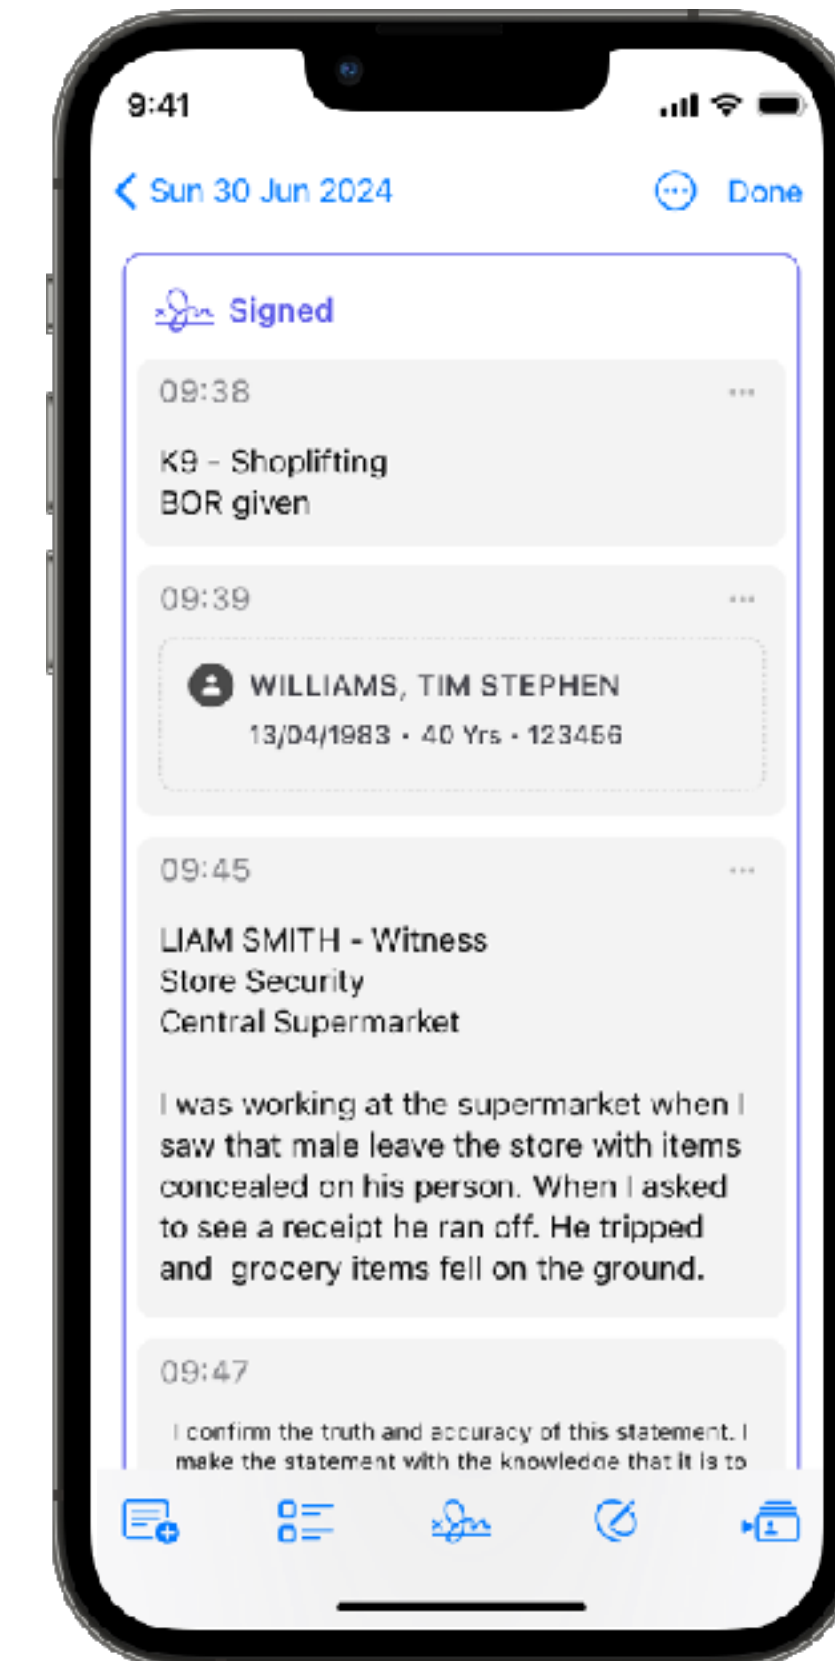 9:41
Sun 30 Jun 2024
Done
Signed
09:38
K9 - Shoplifting
BOR given
09:39
WILLIAMS, TIM STEPHEN
13/04/1983 • 40 Yrs • 123456
09:45
LIAM SMITH - Witness
Store Security
Central Supermarket
I was working at the supermarket when I
saw that male leave the store with items
concealed on his person. When I asked
to see a receipt he ran off. He tripped
and grocery items fell on the ground.
09:47
I confirm the truth and accuracy of this statement. I
make the statement with the knowledge that it is to